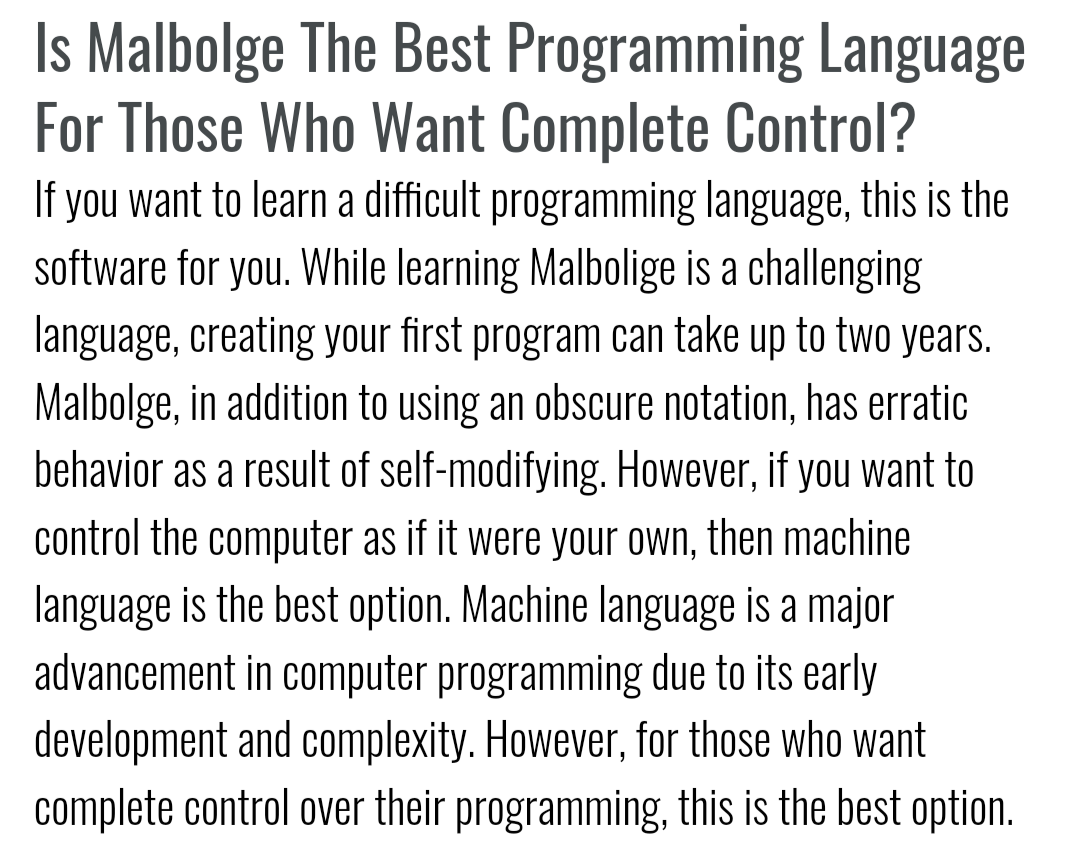 Is Malbolge The Best Programming Language
For Those Who Want Complete Control?
If you want to learn a difficult programming language, this is the
software for you. While learning Malbolige is a challenging
language, creating your first program can take up to two years.
Malbolge, in addition to using an obscure notation, has erratic
behavior as a result of self-modifying. However, if you want to
control the computer as if it were your own, then machine
language is the best option. Machine language is a major
advancement in computer programming due to its early
development and complexity. However, for those who want
complete control over their programming, this is the best option.